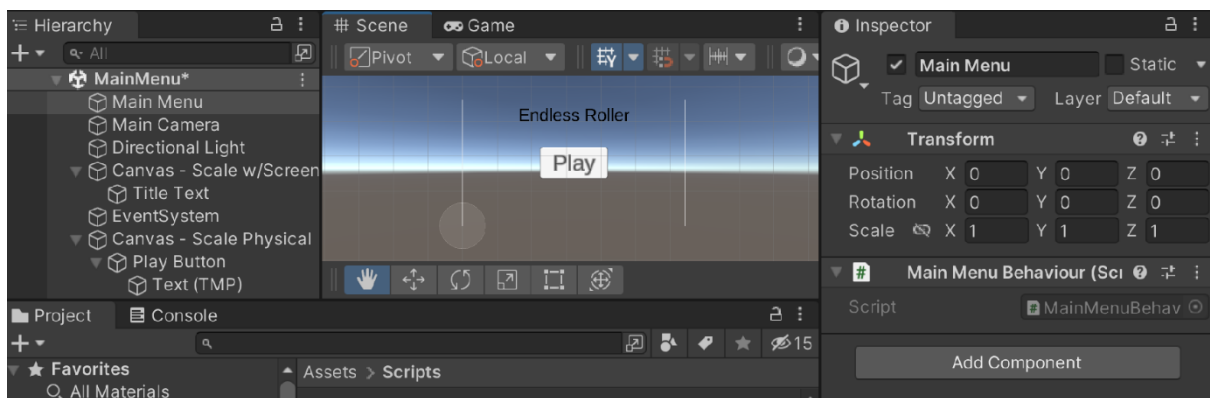 Hierarchy
All
MainMenu*
Main Menu
Main Camera
Directional Light
Canvas - Scale w/Screen
Title Text
EventSystem
Canvas - Scale Physical
Play Button
Text (TMP)
# Scene
Game
Pivot
Local
Endless Roller
Play
Inspector
Main Menu
Static
Tag Untagged Layer Default
Transform
Position X 0 Y 0 Z 0
Rotation X 0 Y 0 Z 0
Scale X 1 Y 1 Z 1
# Main Menu Behaviour (Scr
Script MainMenuBehav
Add Component
Project
Console
15
Favorites
All Materials
Assets > Scripts